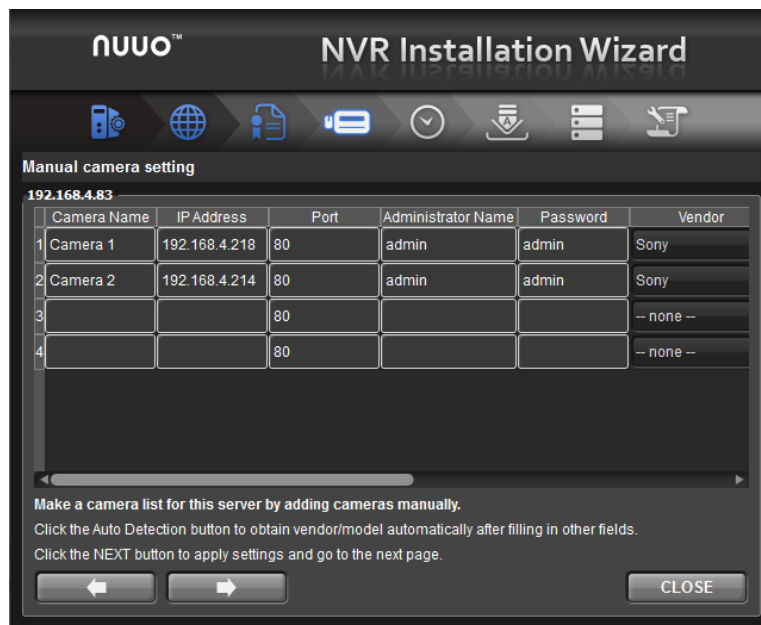 nuuo™ NVR Installation Wizard
Manual camera setting
192.168.4.83
Camera Name IP Address Port Administrator Name Password Vendor
1 Camera 1 192.168.4.218 80 admin admin Sony
2 Camera 2 192.168.4.214 80 admin admin Sony
3 80 -- none --
4 80 -- none --
Make a camera list for this server by adding cameras manually.
Click the Auto Detection button to obtain vendor/model automatically after filling in other fields.
Click the NEXT button to apply settings and go to the next page.
CLOSE